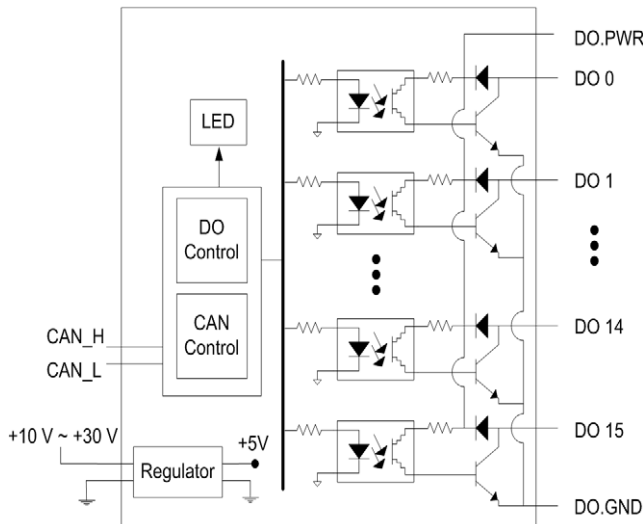 DO.PWR
DO 0
LED
DO 1
DO
Control
CAN
Control
CAN_H
CAN_L
DO 14
+10 V ~ +30 V
+5V
Regulator
DO 15
DO.GND